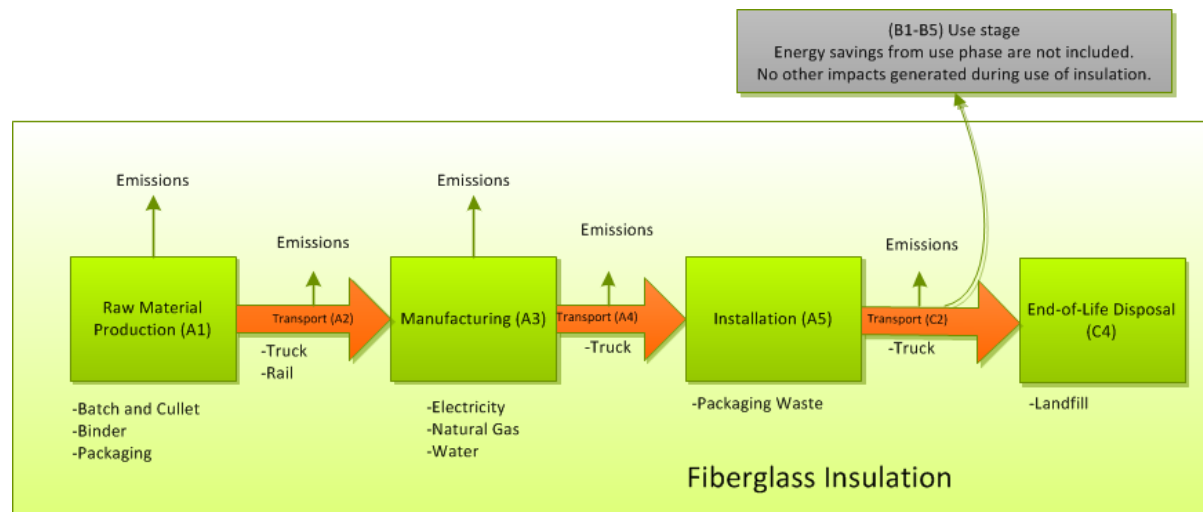 (B1-B5) Use stage
Energy savings from use phase are not included.
No other impacts generated during use of insulation.
Emissions
Emissions
Emissions
Emissions
Emissions
Raw Material
Production (A1)
Transport (A2)
Manufacturing (A3)
Transport (A4)
Installation (A5)
Transport (C2)
End-of-Life Disposal
(C4)
-Truck
-Rail
-Truck
-Truck
-Batch and Cullet
-Binder
-Packaging
-Electricity
-Natural Gas
-Water
-Packaging Waste
-Landfill
Fiberglass Insulation